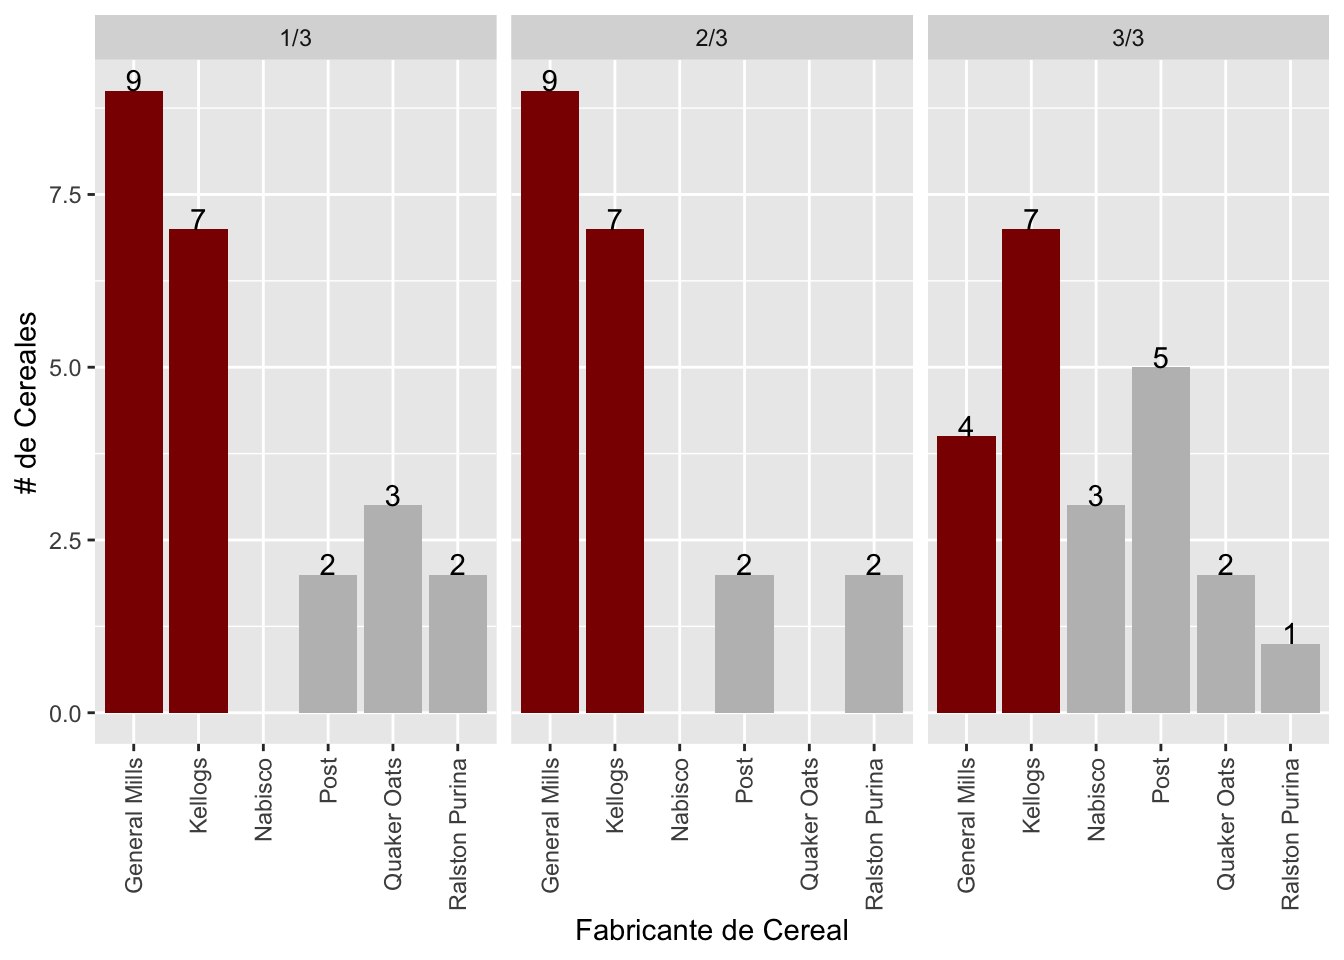 1/3
2/3
3/3
# de Cereales
7.5
5.0
2.5
0.0
9
7
2
3
2
9
7
2
2
4
7
3
5
2
1
General Mills
Kellogs
Nabisco
Post
Quaker Oats
Ralston Purina
General Mills
Kellogs
Nabisco
Post
Quaker Oats
Ralston Purina
General Mills
Kellogs
Nabisco
Post
Quaker Oats
Ralston Purina
Fabricante de Cereal